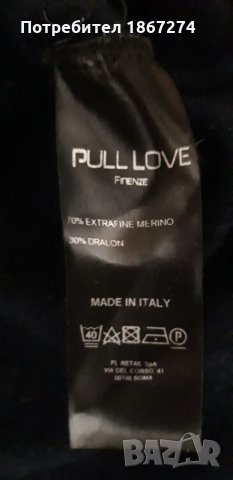 Потребител 1867274
PULL LOVE
FIRENZE
70% EXTRAFINE MERINO
30% DRALON
MADE IN ITALY
40 P
PL RETAIL SpA
VIA DEL CORSO, 41
00186 ROMA
BAZAR